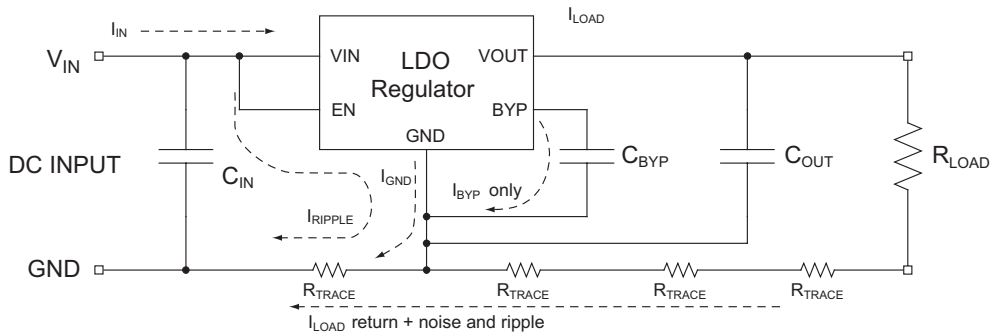 I_IN
I_LOAD
V_IN
VIN
LDO
Regulator
VOUT
EN
BYP
GND
DC INPUT
C_IN
I_GND
I_BYP only
C_BYP
C_OUT
R_LOAD
I_RIPPLE
GND
R_TRACE
R_TRACE
R_TRACE
R_TRACE
I_LOAD return + noise and ripple